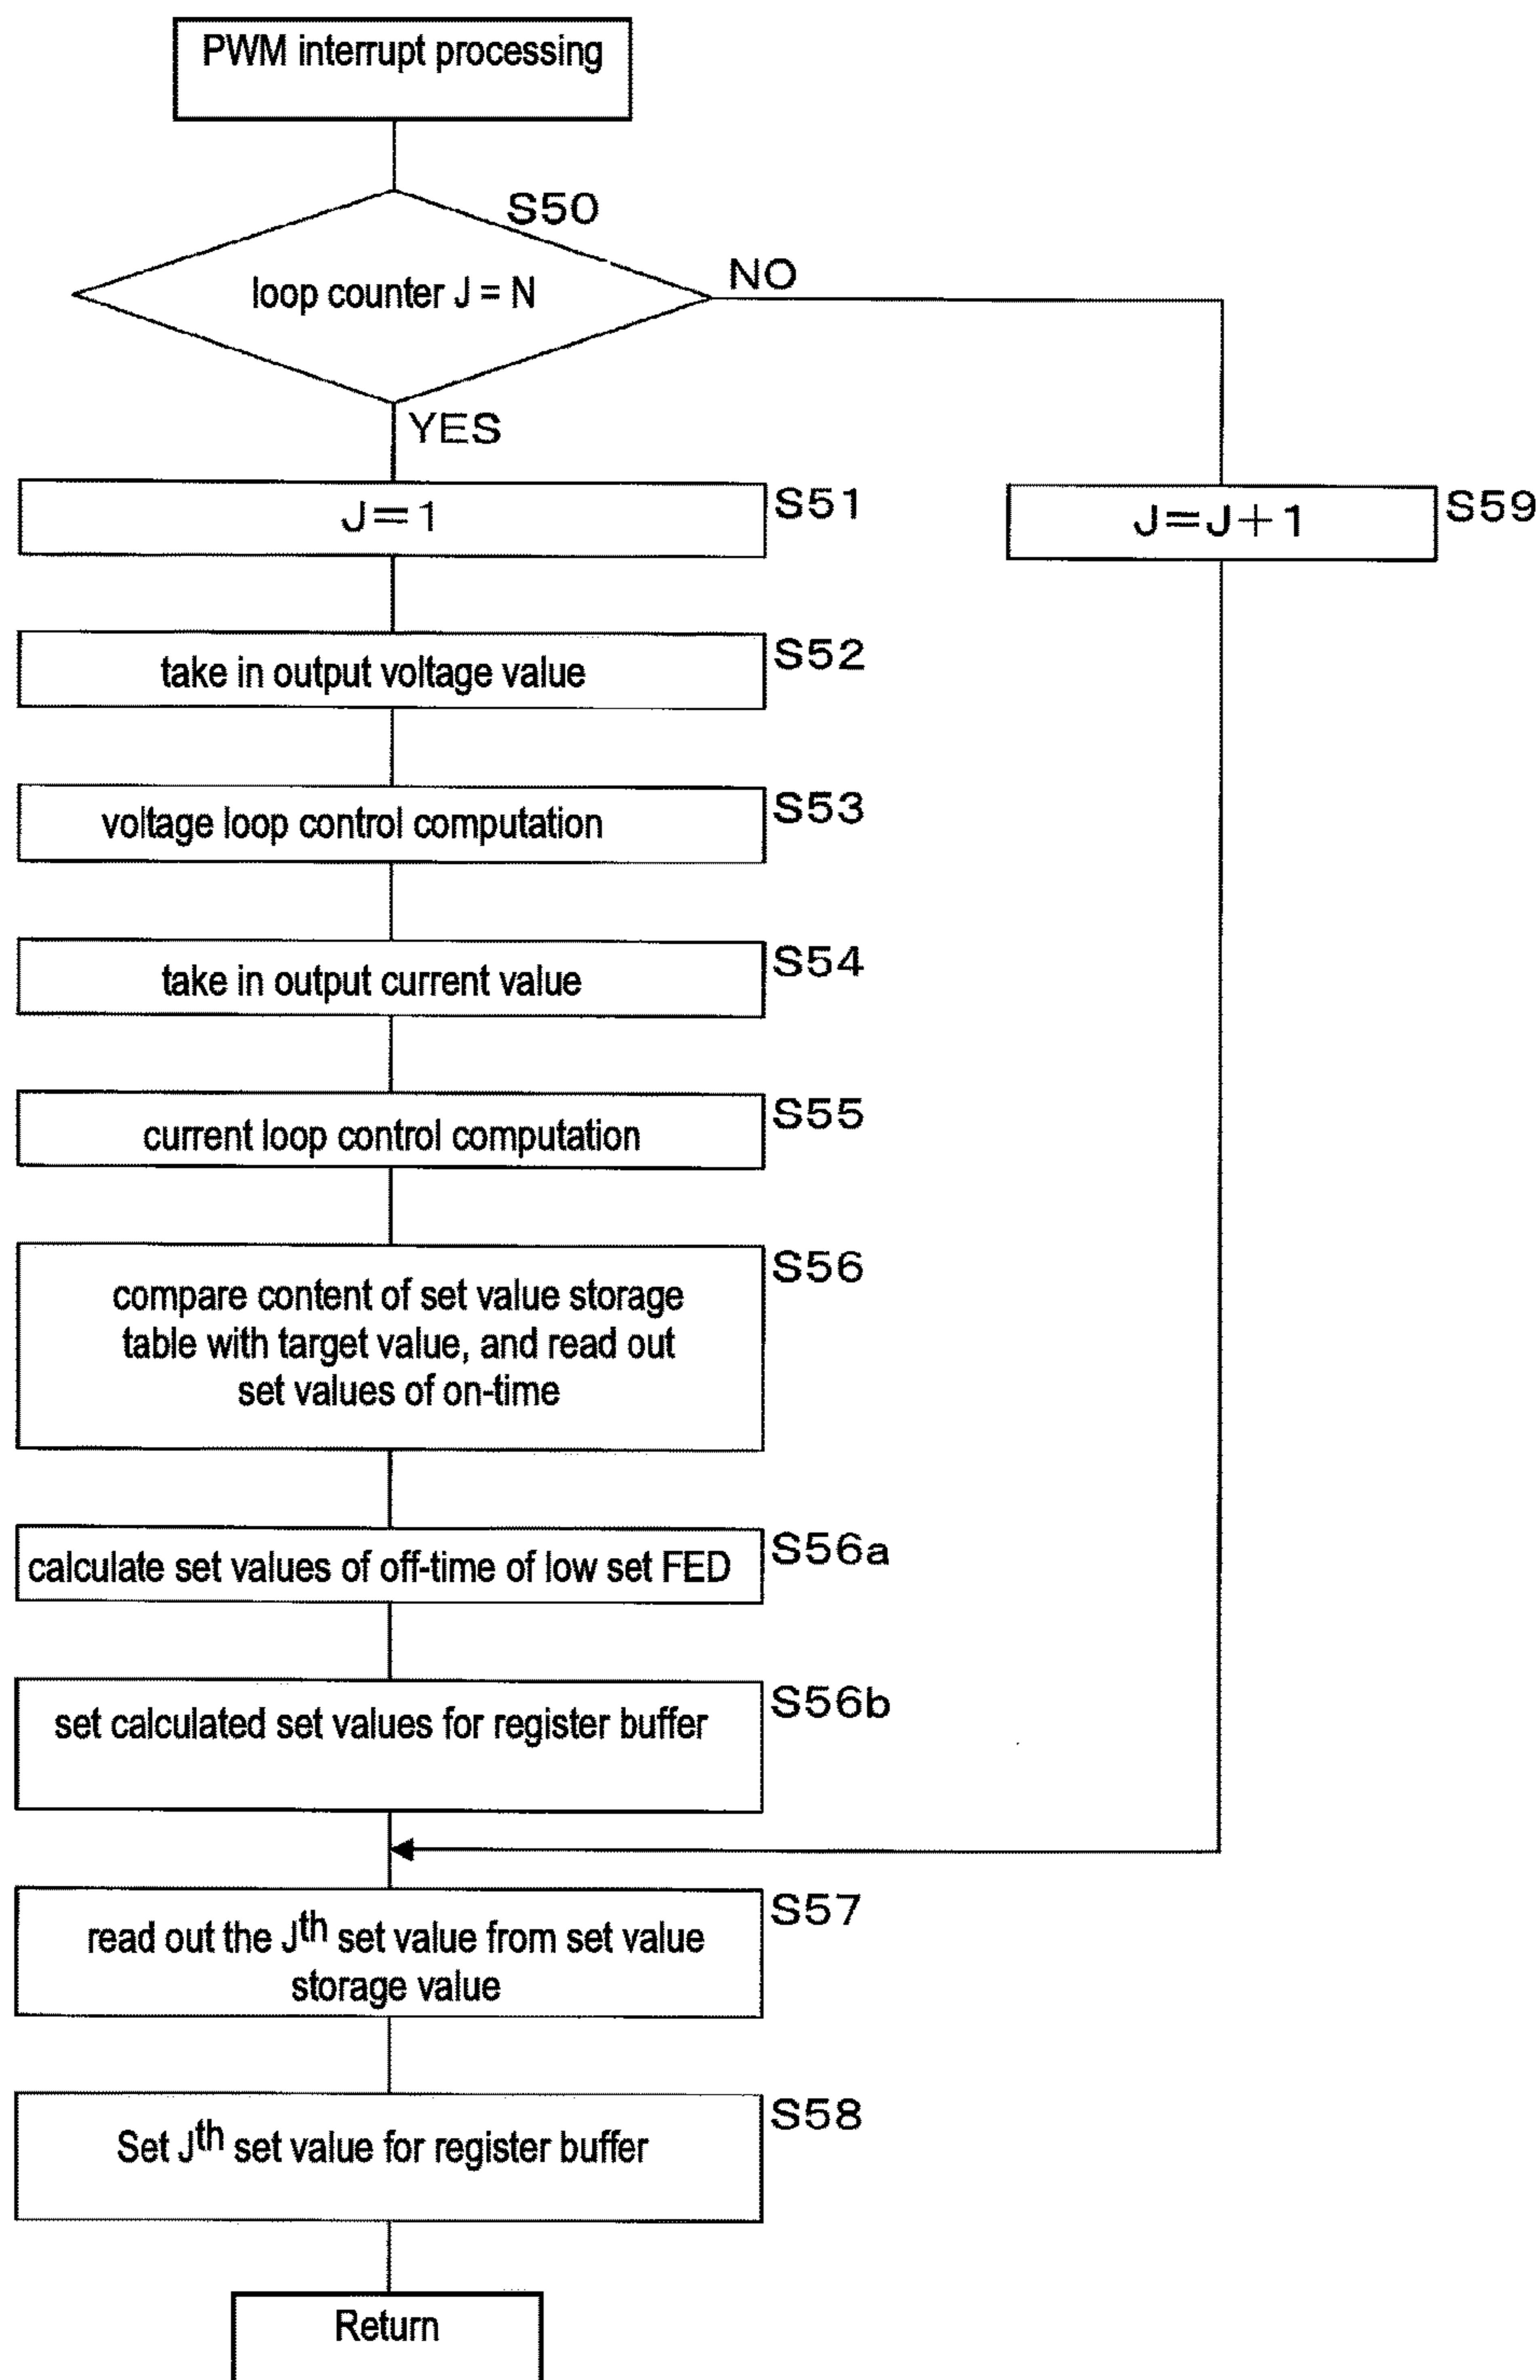 PWM interrupt processing
S50
loop counter J = N
NO
YES
J=1
S51
J=J+1
S59
take in output voltage value
S52
voltage loop control computation
S53
take in output current value
S54
current loop control computation
S55
compare content of set value storage
table with target value, and read out
set values of on-time
S56
calculate set values of off-time of low set FED
S56a
set calculated set values for register buffer
S56b
read out the Jth set value from set value
storage value
S57
Set Jth set value for register buffer
S58
Return